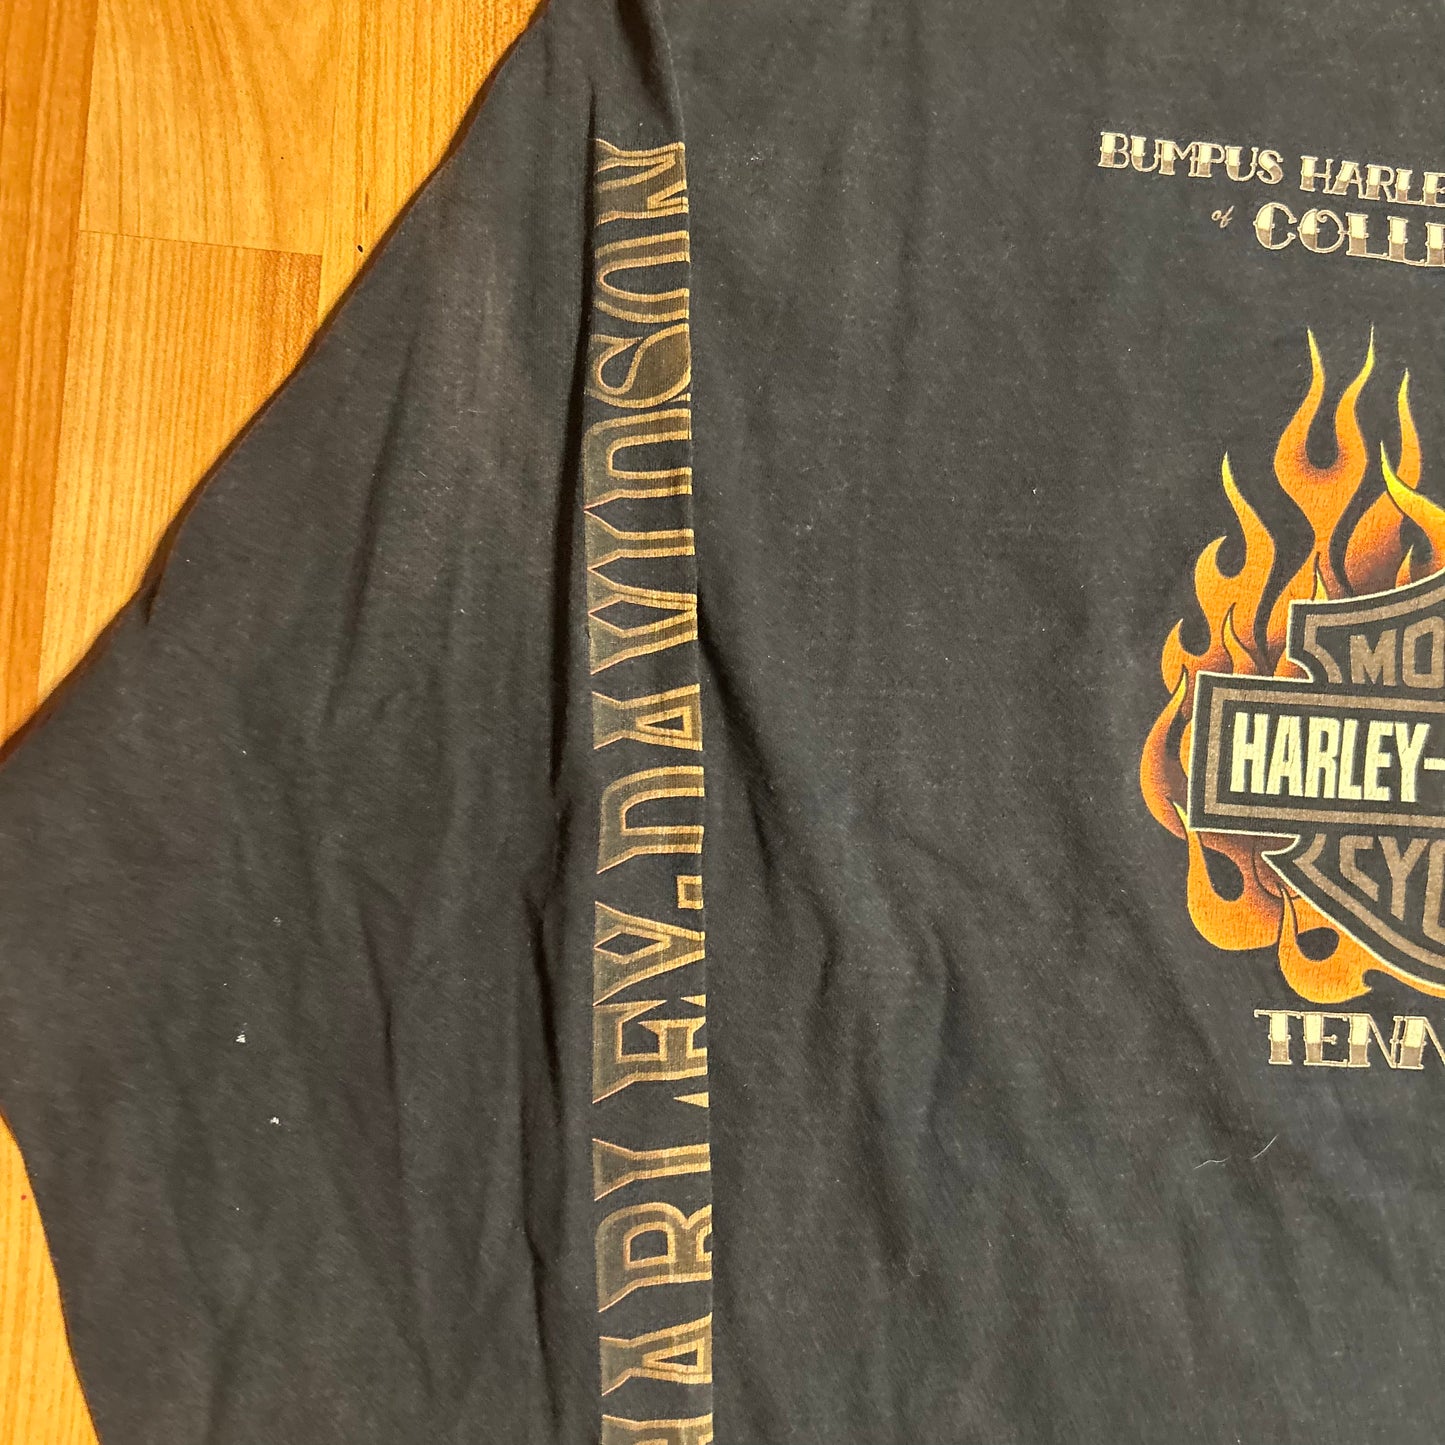 HARLEY-DAVIDSON
BUMPUS HARLE
of COLLI
MO
HARLEY-
CYC
TENN